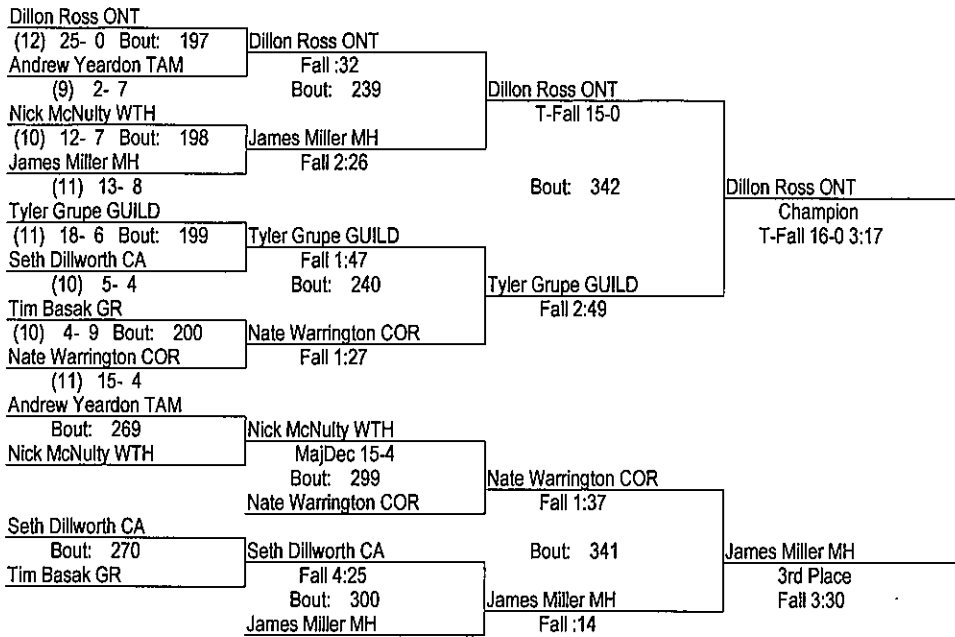 Dillon Ross ONT
(12) 25- 0 Bout: 197
Dillon Ross ONT
Andrew Yeardon TAM
Fall :32
(9) 2- 7
Bout: 239
Dillon Ross ONT
Nick McNulty WTH
T-Fall 15-0
(10) 12- 7 Bout: 198
James Miller MH
James Miller MH
Fall 2:26
(11) 13- 8
Bout: 342
Dillon Ross ONT
Tyler Grupe GUILD
Champion
(11) 18- 6 Bout: 199
Tyler Grupe GUILD
T-Fall 16-0 3:17
Seth Dillworth CA
Fall 1:47
(10) 5- 4
Bout: 240
Tyler Grupe GUILD
Tim Basak GR
Fall 2:49
(10) 4- 9 Bout: 200
Nate Warrington COR
Nate Warrington COR
Fall 1:27
(11) 15- 4
Andrew Yeardon TAM
Bout: 269
Nick McNulty WTH
Nick McNulty WTH
MajDec 15-4
Bout: 299
Nate Warrington COR
Nate Warrington COR
Fall 1:37
Seth Dillworth CA
Bout: 270
Seth Dillworth CA
Bout: 341
James Miller MH
Tim Basak GR
Fall 4:25
3rd Place
Bout: 300
James Miller MH
Fall 3:30
James Miller MH
Fall :14